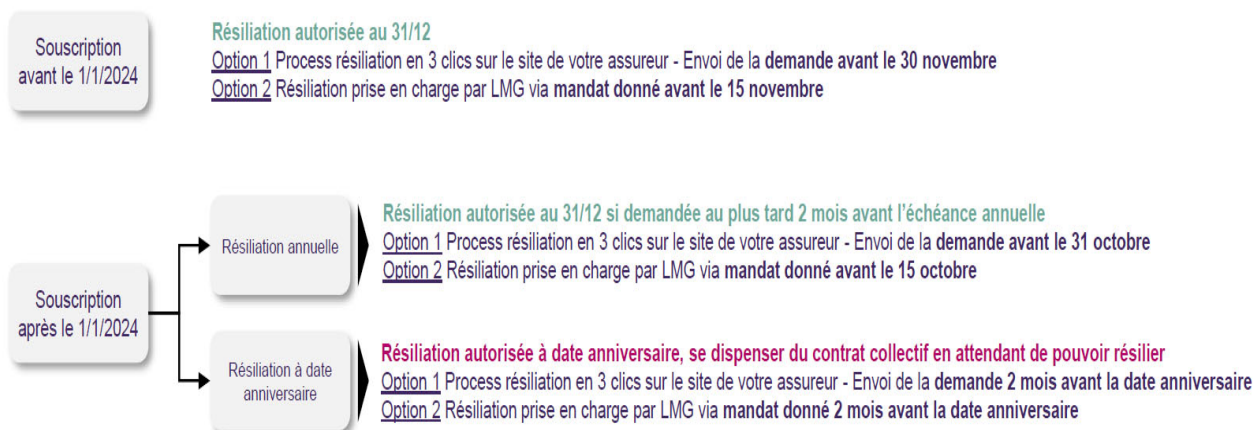 Souscription
avant le 1/1/2024
Résiliation autorisée au 31/12
Option 1 Process résiliation en 3 clics sur le site de votre assureur - Envoi de la demande avant le 30 novembre
Option 2 Résiliation prise en charge par LMG via mandat donné avant le 15 novembre
Souscription
après le 1/1/2024
Résiliation annuelle
Résiliation autorisée au 31/12 si demandée au plus tard 2 mois avant l'échéance annuelle
Option 1 Process résiliation en 3 clics sur le site de votre assureur - Envoi de la demande avant le 31 octobre
Option 2 Résiliation prise en charge par LMG via mandat donné avant le 15 octobre
Résiliation à date
anniversaire
Résiliation autorisée à date anniversaire, se dispenser du contrat collectif en attendant de pouvoir résilier
Option 1 Process résiliation en 3 clics sur le site de votre assureur - Envoi de la demande 2 mois avant la date anniversaire
Option 2 Résiliation prise en charge par LMG via mandat donné 2 mois avant la date anniversaire